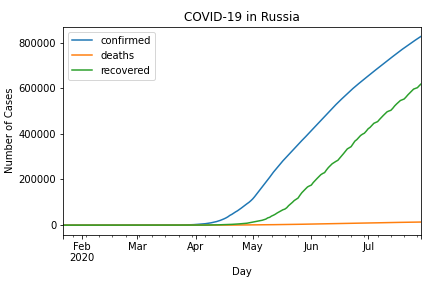 COVID-19 in Russia
confirmed
deaths
recovered
Number of Cases
800000
600000
400000
200000
0
Feb Mar Apr May Jun Jul
2020
Day